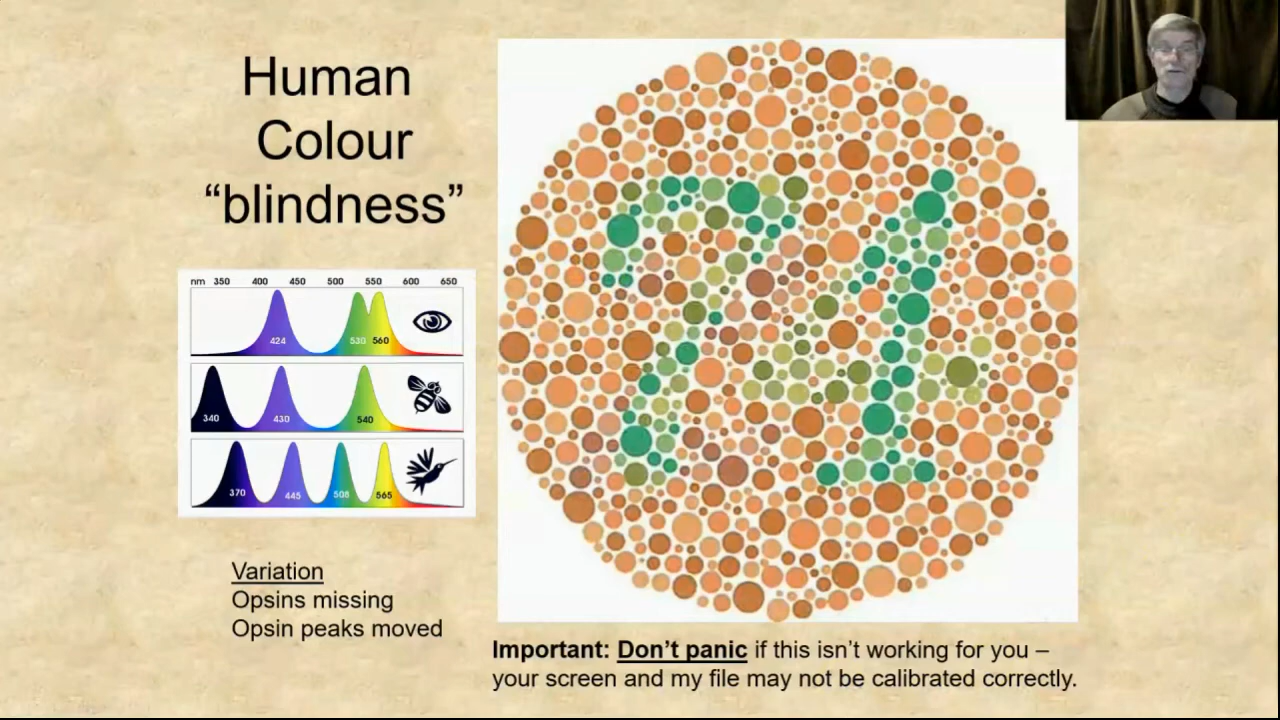 Human
Colour
“blindness”
74
nm 350 400 450 500 550 600 650
424 530 560
340 430 540
370 445 508 565
Variation
Opsins missing
Opsin peaks moved
Important: Don’t panic if this isn’t working for you –
your screen and my file may not be calibrated correctly.